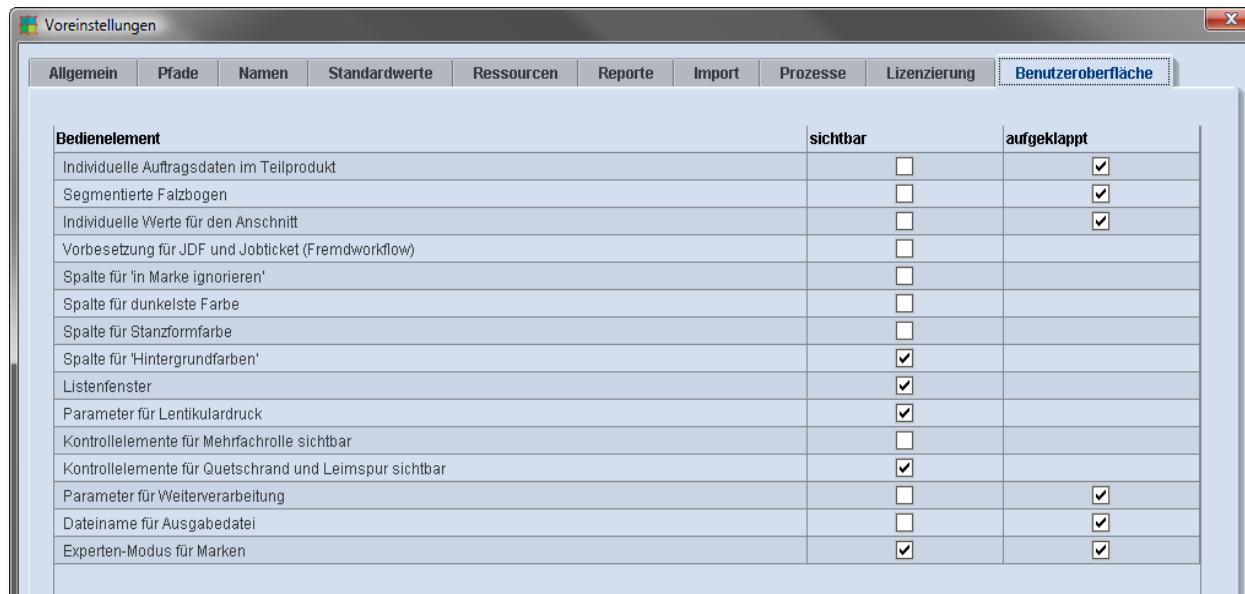 Voreinstellungen
Allgemein Pfade Namen Standardwerte Ressourcen Reporte Import Prozesse Lizenzierung Benutzeroberfläche
Bedienelement sichtbar aufgeklappt
Individuelle Auftragsdaten im Teilprodukt
Segmentierte Falzbogen
Individuelle Werte für den Anschnitt
Vorbesetzung für JDF und Jobticket (Fremdworkflow)
Spalte für 'in Marke ignorieren'
Spalte für dunkelste Farbe
Spalte für Stanzformfarbe
Spalte für 'Hintergrundfarben'
Listenfenster
Parameter für Lentikulardruck
Kontrollelemente für Mehrfachrolle sichtbar
Kontrollelemente für Quetschrand und Leimspur sichtbar
Parameter für Weiterverarbeitung
Dateiname für Ausgabedatei
Experten-Modus für Marken